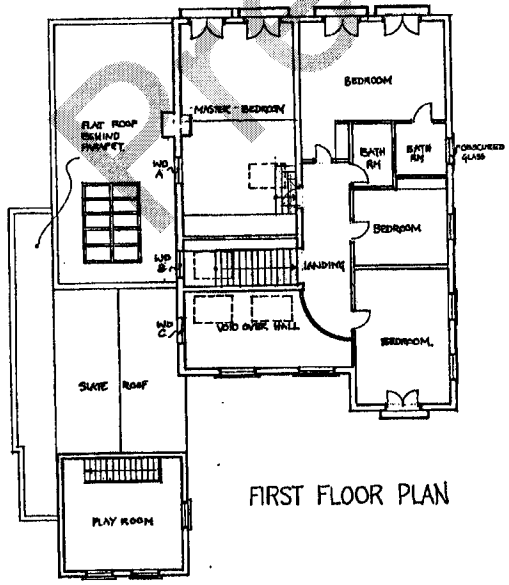 BEDROOM
MASTER BEDROOM
FLAT ROOF
BEHIND
PARAPET.
WD
A
BATH
RM
BATH
RM
OBSCURED
GLASS
BEDROOM
WD
B
LANDING
WD
C
VOID OVER HALL
BEDROOM.
SLATE ROOF
PLAY ROOM
FIRST FLOOR PLAN